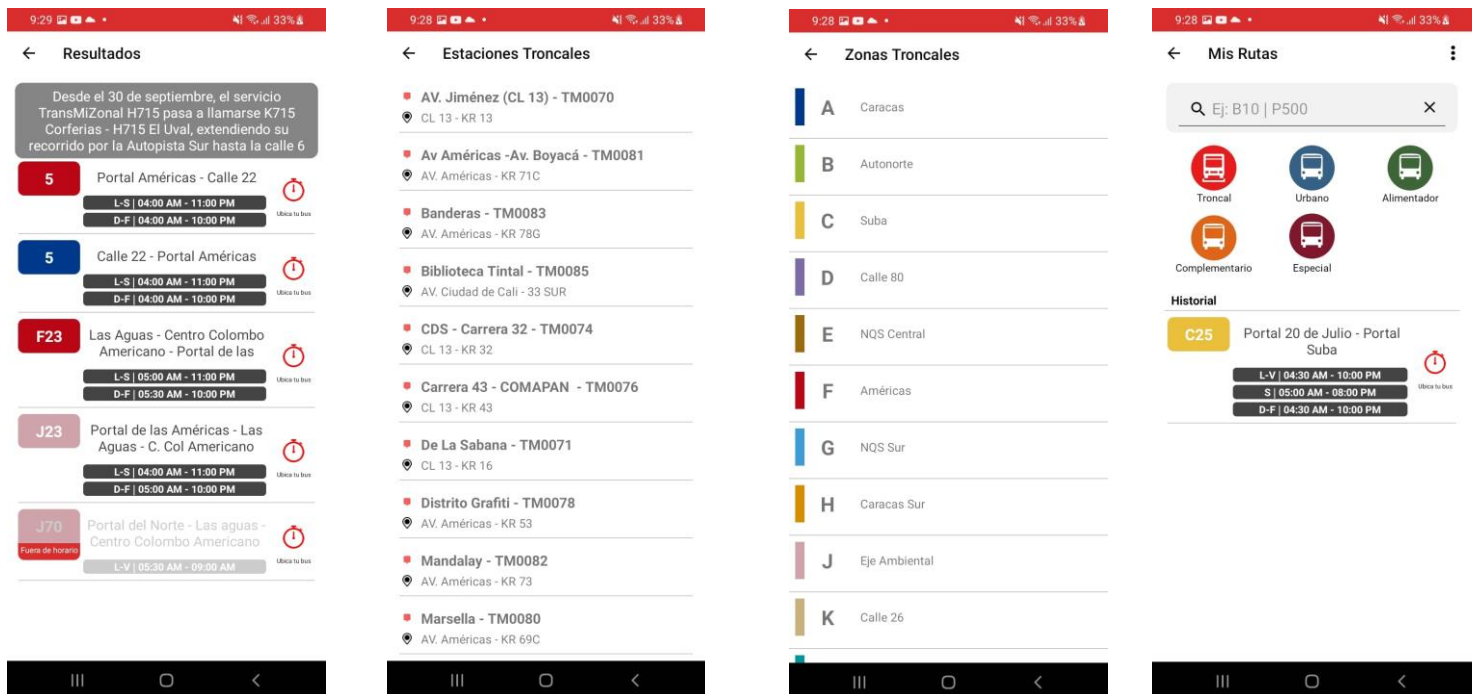 9:29
33%
Resultados
Desde el 30 de septiembre, el servicio
TransMiZonal H715 pasa a llamarse K715
Corferias - H715 El Uval, extendiendo su
recorrido por la Autopista Sur hasta la calle 6
5
Portal Américas - Calle 22
L-S | 04:00 AM - 11:00 PM
D-F | 04:00 AM - 10:00 PM
Ubica tu bus
5
Calle 22 - Portal Américas
L-S | 04:00 AM - 11:00 PM
D-F | 04:00 AM - 10:00 PM
Ubica tu bus
F23
Las Aguas - Centro Colombo
Americano - Portal de las
L-S | 05:00 AM - 11:00 PM
D-F | 05:30 AM - 10:00 PM
Ubica tu bus
J23
Portal de las Américas - Las
Aguas - C. Col Americano
L-S | 04:00 AM - 11:00 PM
D-F | 05:00 AM - 10:00 PM
Ubica tu bus
J70
Fuera de horario
Portal del Norte - Las aguas -
Centro Colombo Americano
L-V | 05:30 AM - 09:00 AM
Ubica tu bus
9:28
33%
Estaciones Troncales
AV. Jiménez (CL 13) - TM0070
CL 13 - KR 13
Av Américas -Av. Boyacá - TM0081
AV. Américas - KR 71C
Banderas - TM0083
AV. Américas - KR 78G
Biblioteca Tintal - TM0085
AV. Ciudad de Cali - 33 SUR
CDS - Carrera 32 - TM0074
CL 13 - KR 32
Carrera 43 - COMAPAN - TM0076
CL 13 - KR 43
De La Sabana - TM0071
CL 13 - KR 16
Distrito Grafiti - TM0078
AV. Américas - KR 53
Mandalay - TM0082
AV. Américas - KR 73
Marsella - TM0080
AV. Américas - KR 69C
9:28
33%
Zonas Troncales
A Caracas
B Autonorte
C Suba
D Calle 80
E NQS Central
F Américas
G NQS Sur
H Caracas Sur
J Eje Ambiental
K Calle 26
9:28
33%
Mis Rutas
Ej: B10 | P500
Troncal
Urbano
Alimentador
Complementario
Especial
Historial
C25
Portal 20 de Julio - Portal
Suba
L-V | 04:30 AM - 10:00 PM
S | 05:00 AM - 08:00 PM
D-F | 04:30 AM - 10:00 PM
Ubica tu bus